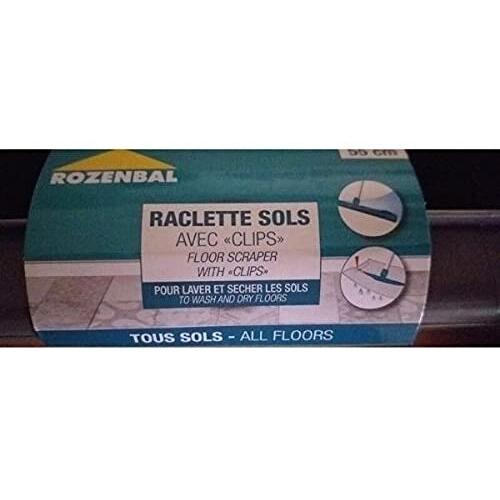 55 cm
ROZENBAL
RACLETTE SOLS
AVEC «CLIPS»
FLOOR SCRAPER
WITH «CLIPS»
POUR LAVER ET SECHER LES SOLS
TO WASH AND DRY FLOORS
TOUS SOLS - ALL FLOORS